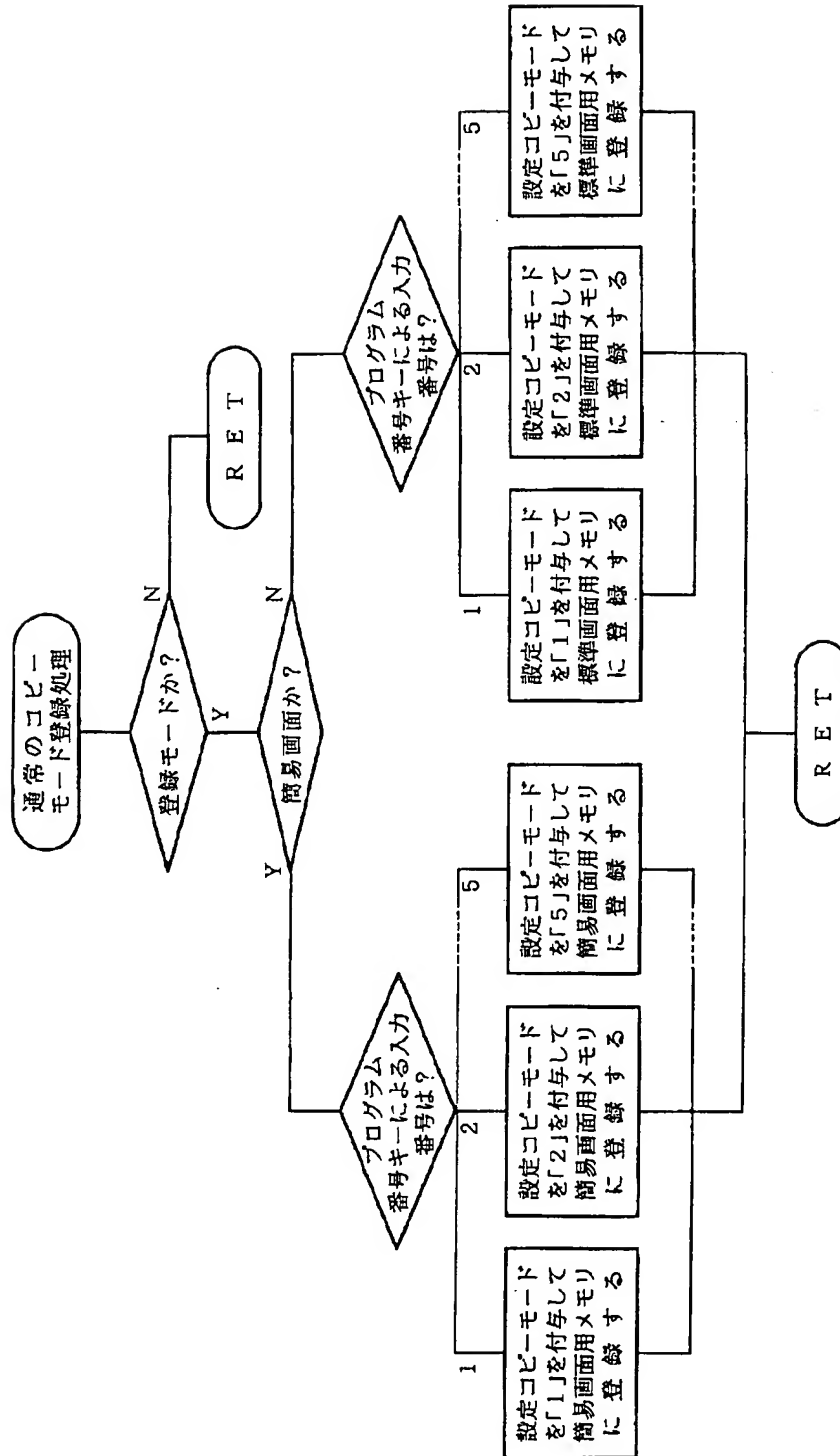 通常のコピー
モード登録処理
登録モードか？
N
Y
RET
簡易画面か？
Y
N
プログラム
番号キーによる入力
番号は？
1
2
5
設定コピーモード
を「1」を付与して
簡易画面用メモリ
に登録する
設定コピーモード
を「2」を付与して
簡易画面用メモリ
に登録する
設定コピーモード
を「5」を付与して
簡易画面用メモリ
に登録する
プログラム
番号キーによる入力
番号は？
1
2
5
設定コピーモード
を「1」を付与して
標準画面用メモリ
に登録する
設定コピーモード
を「2」を付与して
標準画面用メモリ
に登録する
設定コピーモード
を「5」を付与して
標準画面用メモリ
に登録する
RET